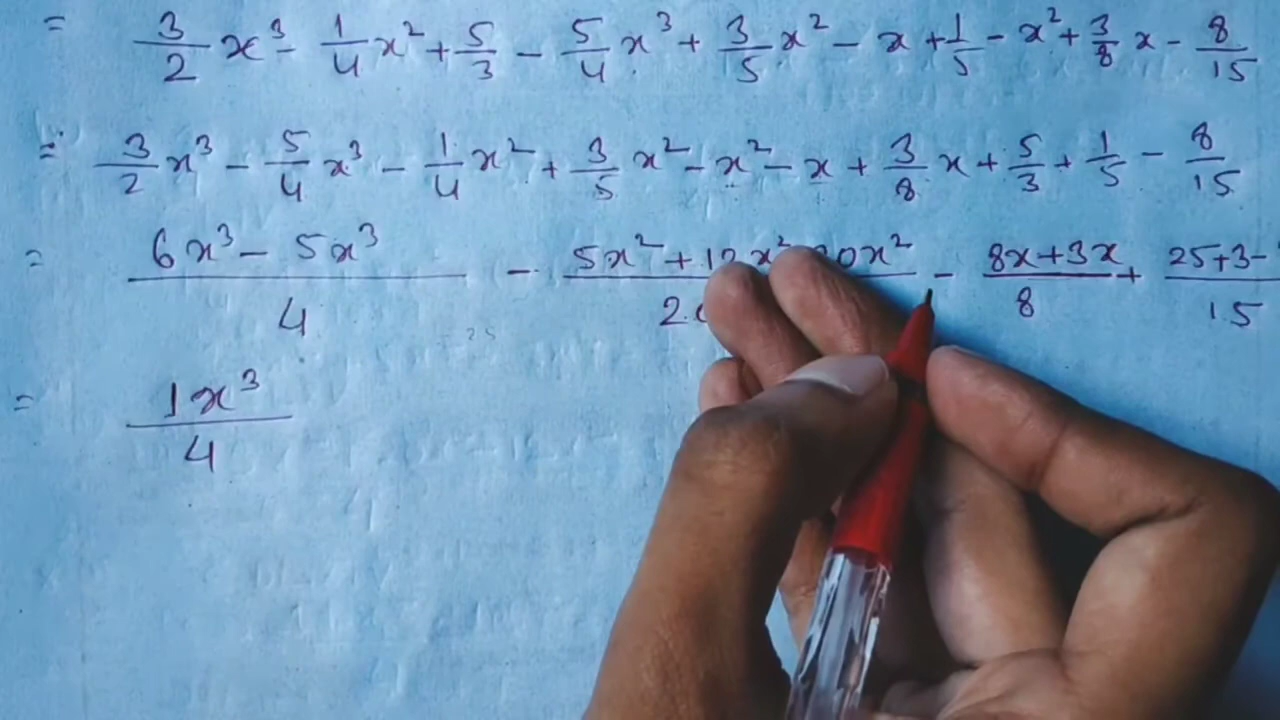 = 3/2 x³ - 1/4 x² + 5/3 - 5/4 x³ + 3/5 x² - x + 1/5 - x² + 3/8 x - 8/15
= 3/2 x³ - 5/4 x³ - 1/4 x² + 3/5 x² - x² - x + 3/8 x + 5/3 + 1/5 - 8/15
= (6x³ - 5x³)/4 - (5x² + 12x² 20x²)/2 - (8x + 3x)/8 + (25 + 3 -)/15
= 1x³/4